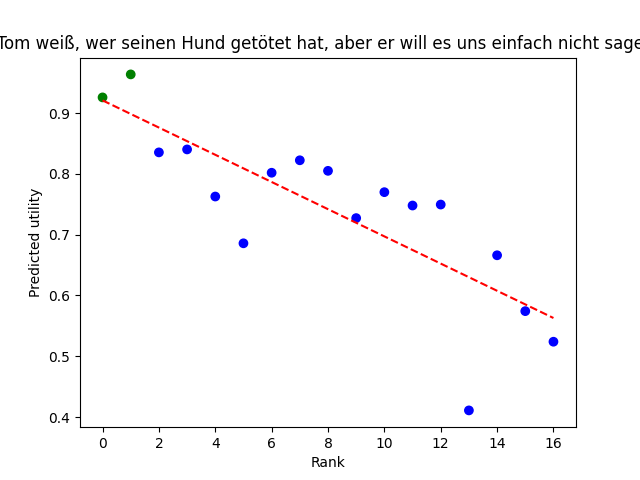 Tom weiß, wer seinen Hund getötet hat, aber er will es uns einfach nicht sage
0.9
0.8
0.7
0.6
0.5
0.4
Predicted utility
0 2 4 6 8 10 12 14 16
Rank